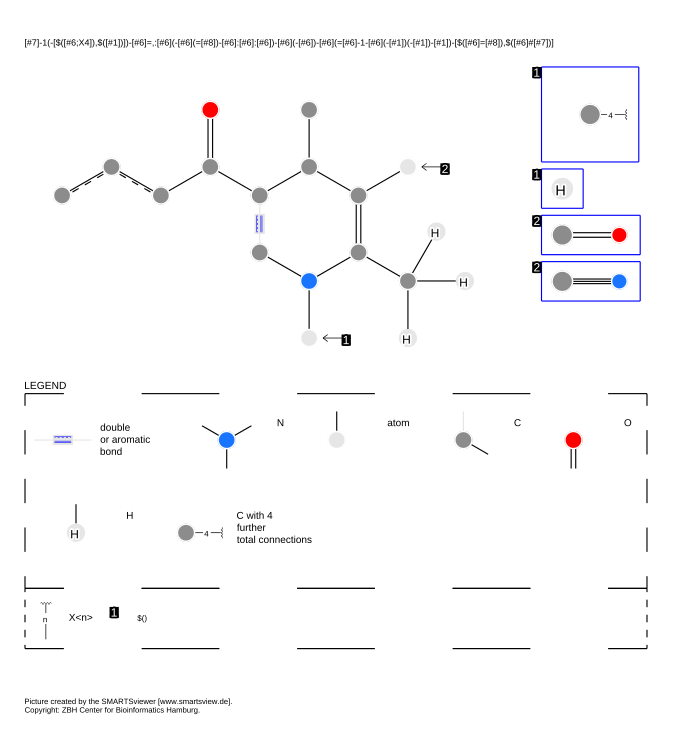 [#7]-1(-[$([#6;X4]),$([#1])])-[#6]=,:[#6](-[#6](=[#8])-[#6]:[#6]:[#6])-[#6](-[#6])-[#6](=[#6]-1-[#6](-[#1])(-[#1])-[#1])-[$([#6]=[#8]),$([#6]#[#7])]
1
4
2
1
H
H
2
H
2
1
H
LEGEND
double
or aromatic
bond
N
atom
C
O
H
H
4
C with 4
further
total connections
n
X<n>
1
$()
Picture created by the SMARTSviewer [www.smartsview.de].
Copyright: ZBH Center for Bioinformatics Hamburg.